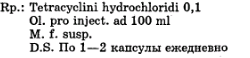 Rp.: Tetracyclini hydrochloridi 0,1
Ol. pro inject. ad 100 ml
M. f. susp.
D.S. По 1—2 капсулы ежедневно